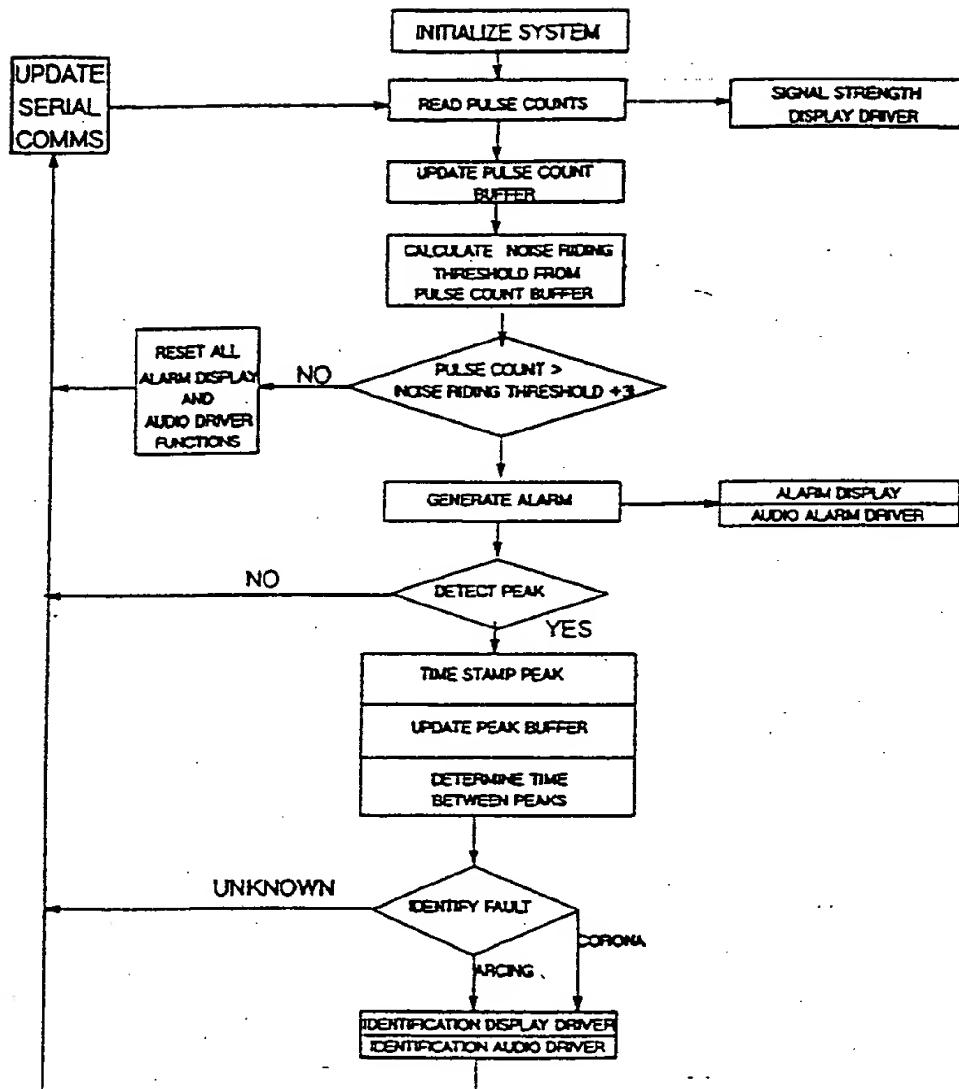 INITIALIZE SYSTEM
UPDATE
SERIAL
COMMS
READ PULSE COUNTS
SIGNAL STRENGTH
DISPLAY DRIVER
UPDATE PULSE COUNT
BUFFER
CALCULATE NOISE RIDING
THRESHOLD FROM
PULSE COUNT BUFFER
RESET ALL
ALARM DISPLAY
AND
AUDIO DRIVER
FUNCTIONS
NO
PULSE COUNT >
NOISE RIDING THRESHOLD +3
GENERATE ALARM
ALARM DISPLAY
AUDIO ALARM DRIVER
NO
DETECT PEAK
YES
TIME STAMP PEAK
UPDATE PEAK BUFFER
DETERMINE TIME
BETWEEN PEAKS
UNKNOWN
IDENTIFY FAULT
CORONA
ARCING
IDENTIFICATION DISPLAY DRIVER
IDENTIFICATION AUDIO DRIVER